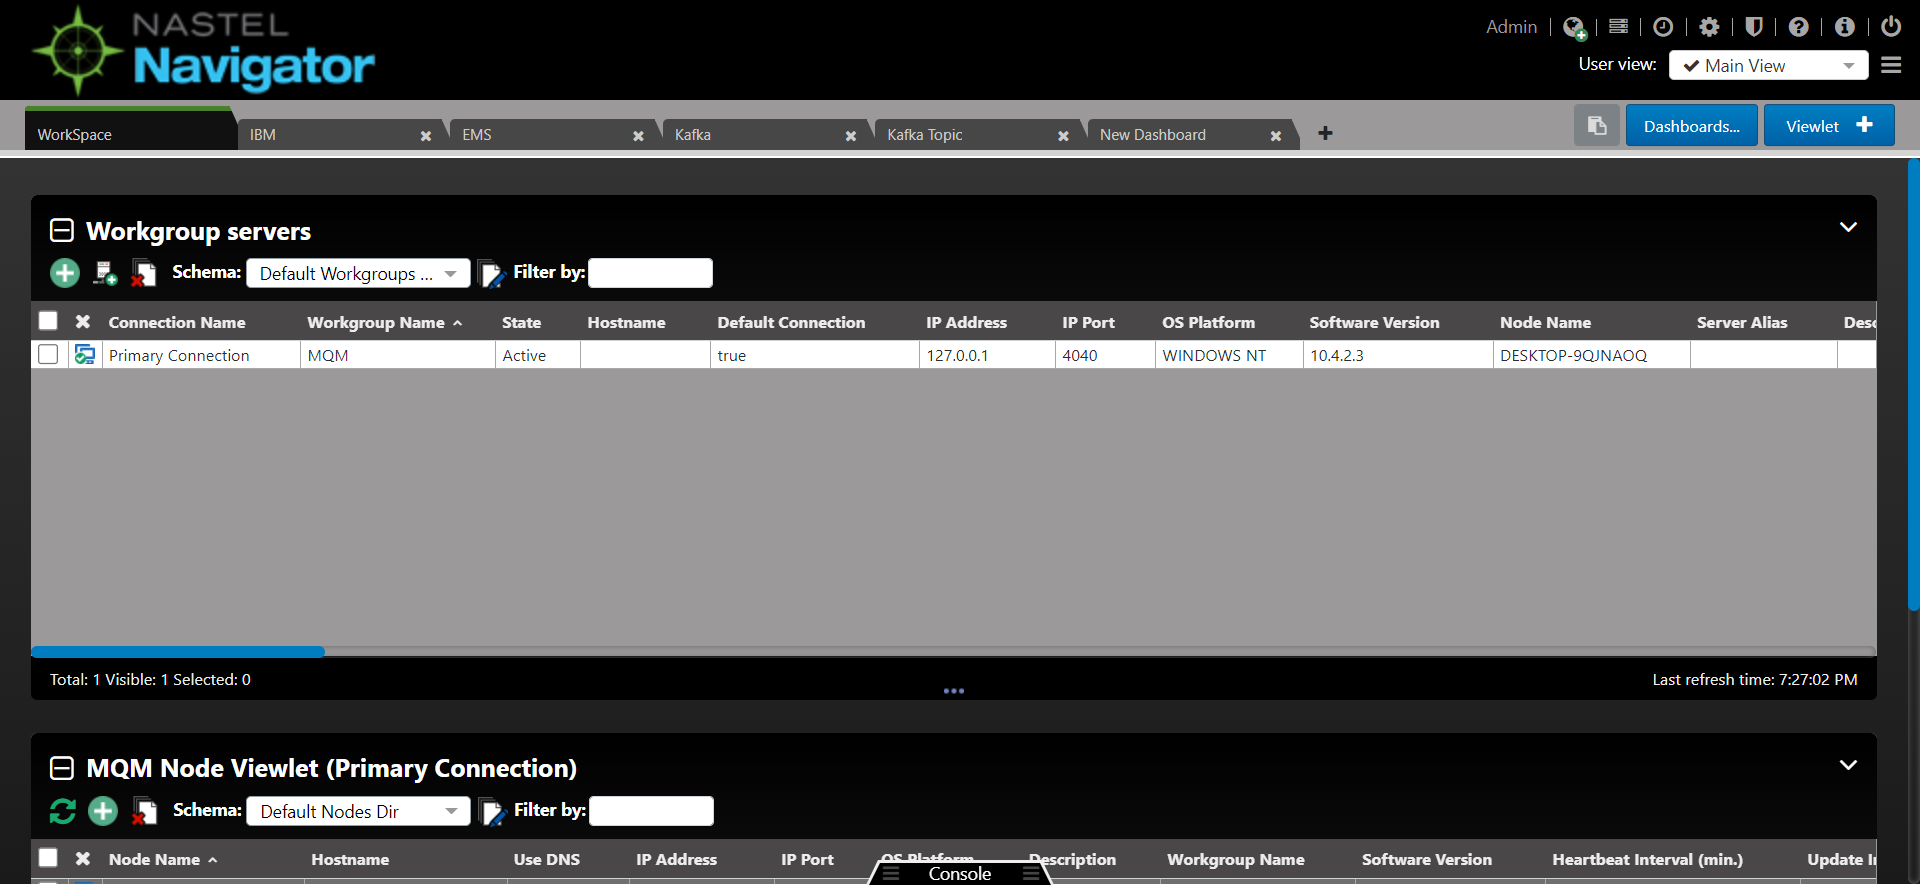 NASTEL
Navigator
Admin
User view: Main View
WorkSpace IBM EMS Kafka Kafka Topic New Dashboard
Dashboards... Viewlet
Workgroup servers
Schema: Default Workgroups ... Filter by:
Connection Name Workgroup Name State Hostname Default Connection IP Address IP Port OS Platform Software Version Node Name Server Alias
Primary Connection MQM Active true 127.0.0.1 4040 WINDOWS NT 10.4.2.3 DESKTOP-9QJNAOQ
Total: 1 Visible: 1 Selected: 0
Last refresh time: 7:27:02 PM
MQM Node Viewlet (Primary Connection)
Schema: Default Nodes Dir Filter by:
Node Name Hostname Use DNS IP Address IP Port OS Platform Description Workgroup Name Software Version Heartbeat Interval (min.) Update
Console